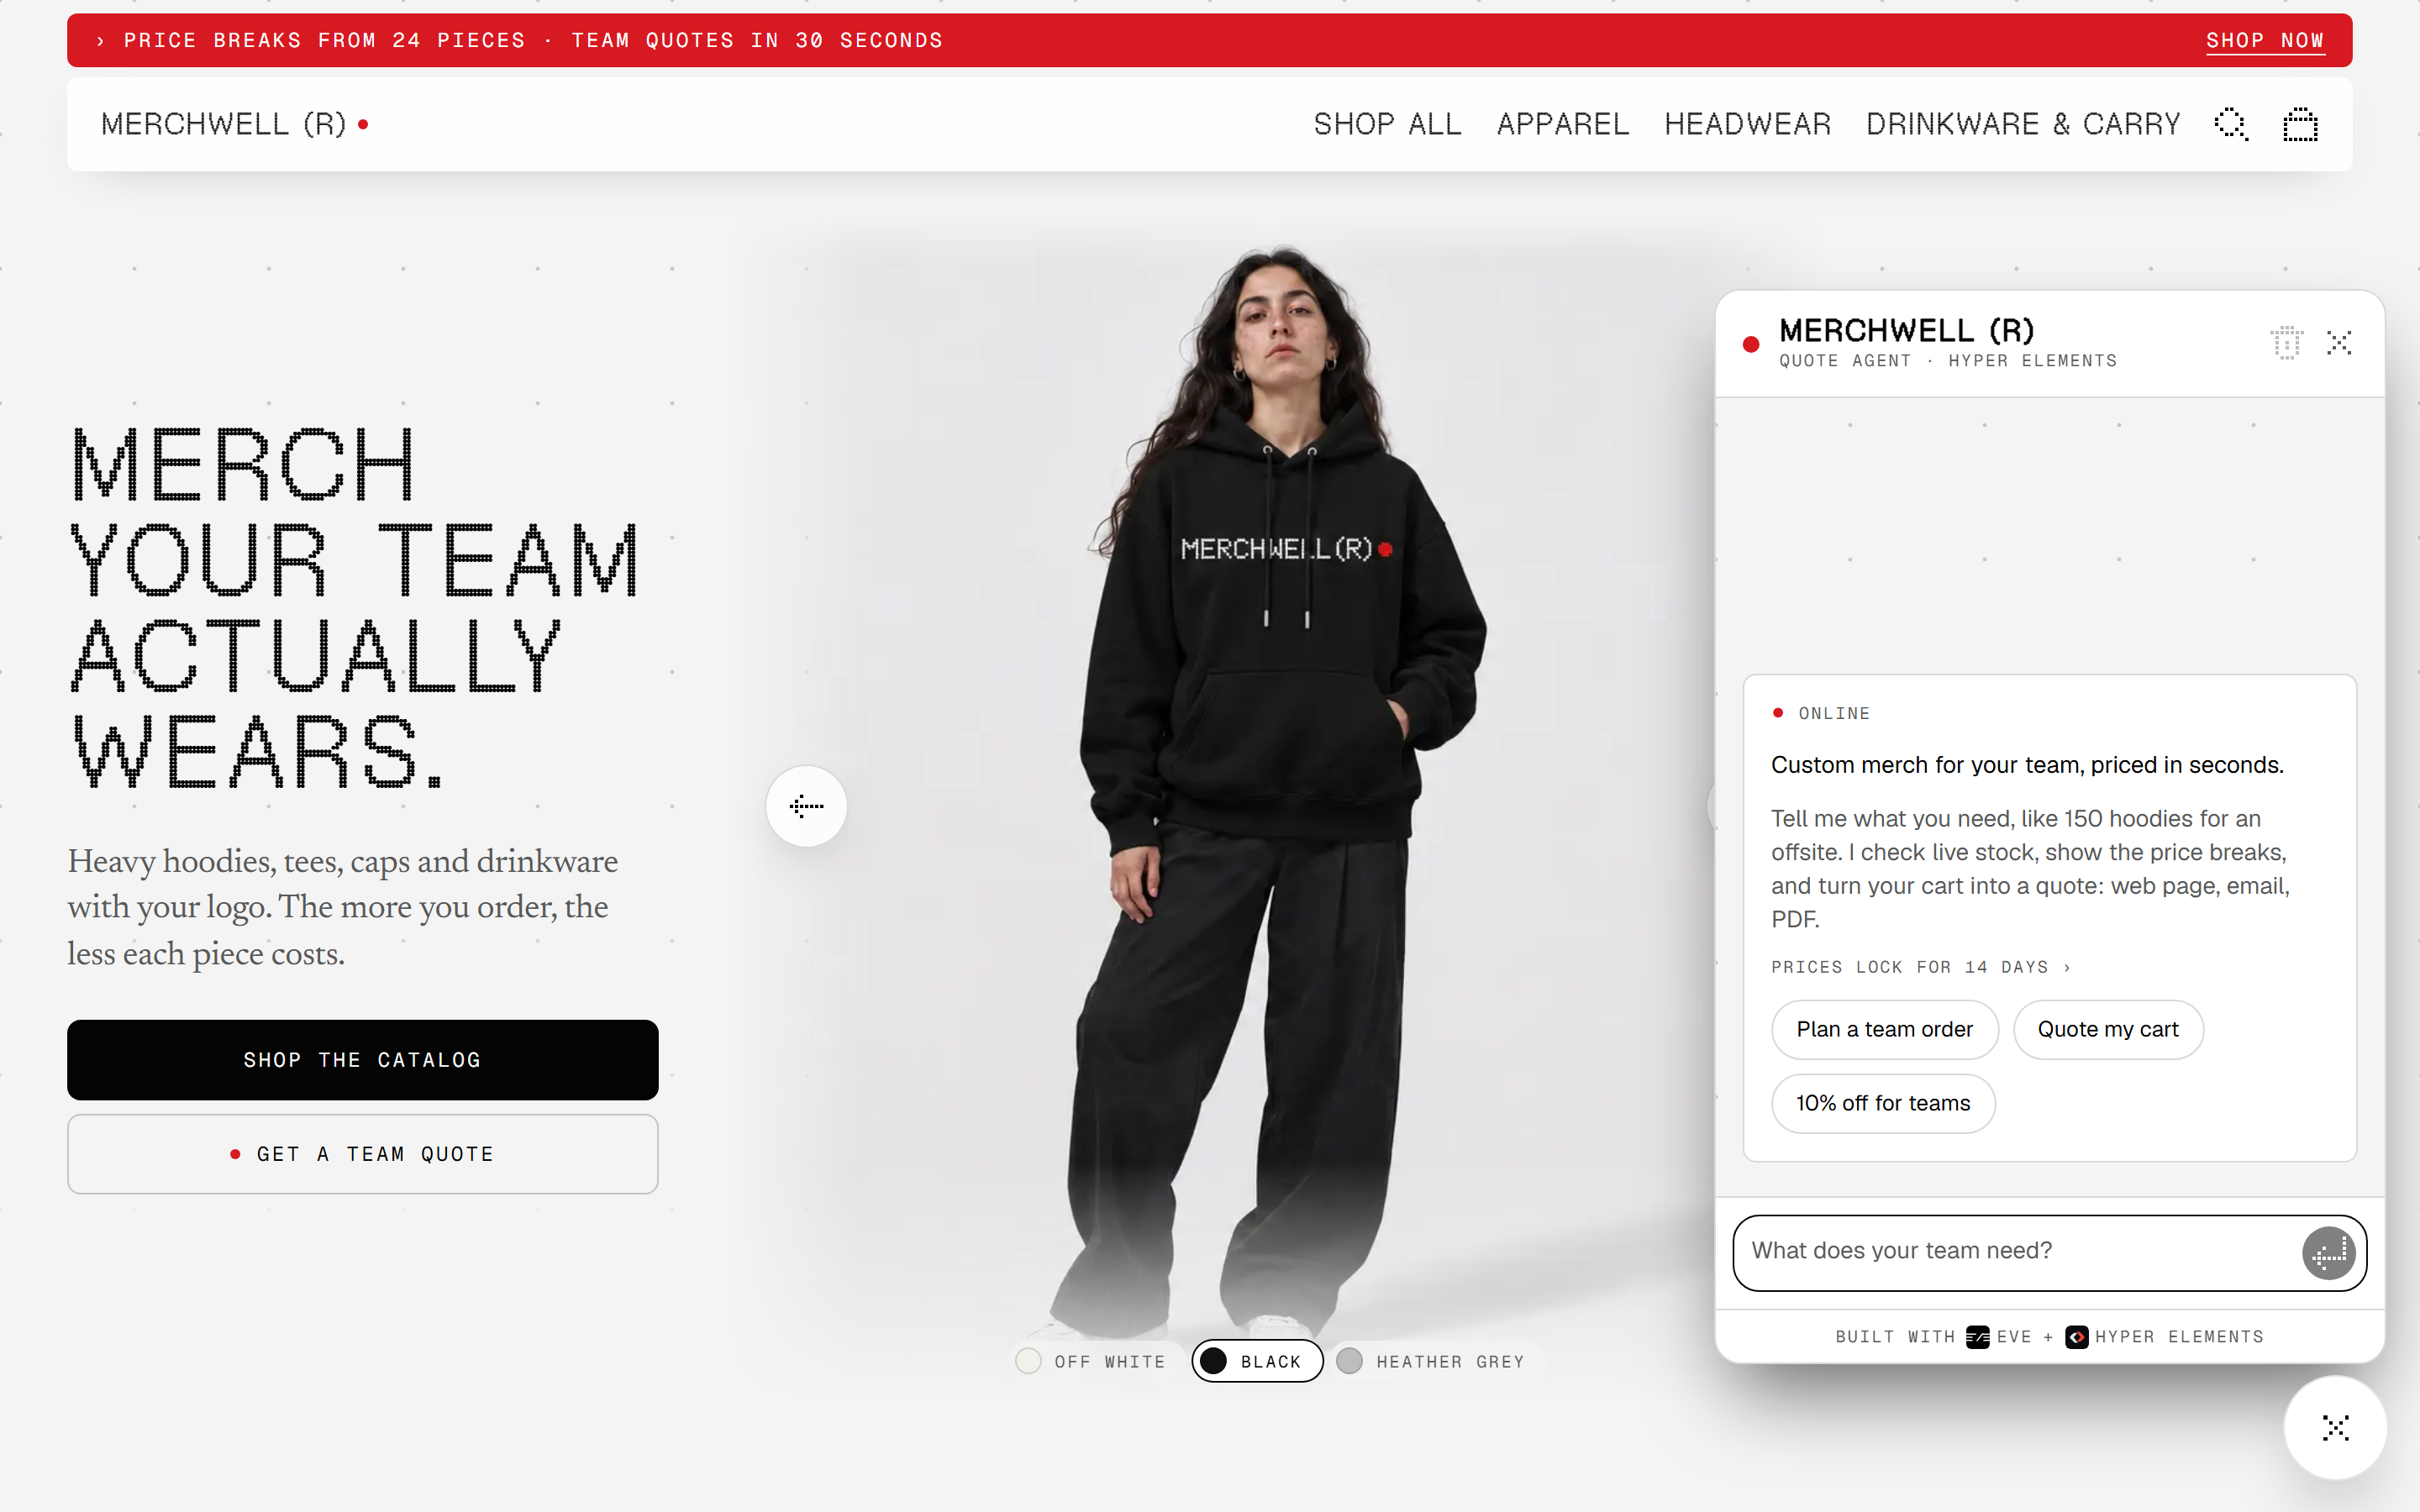 › PRICE BREAKS FROM 24 PIECES · TEAM QUOTES IN 30 SECONDS
SHOP NOW
MERCHWELL (R)
SHOP ALL
APPAREL
HEADWEAR
DRINKWARE & CARRY
MERCH
YOUR TEAM
ACTUALLY
WEARS.
Heavy hoodies, tees, caps and drinkware
with your logo. The more you order, the
less each piece costs.
SHOP THE CATALOG
GET A TEAM QUOTE
MERCHWELL(R)
OFF WHITE
BLACK
HEATHER GREY
MERCHWELL (R)
QUOTE AGENT · HYPER ELEMENTS
ONLINE
Custom merch for your team, priced in seconds.
Tell me what you need, like 150 hoodies for an
offsite. I check live stock, show the price breaks,
and turn your cart into a quote: web page, email,
PDF.
PRICES LOCK FOR 14 DAYS ›
Plan a team order
Quote my cart
10% off for teams
What does your team need?
BUILT WITH EVE + HYPER ELEMENTS